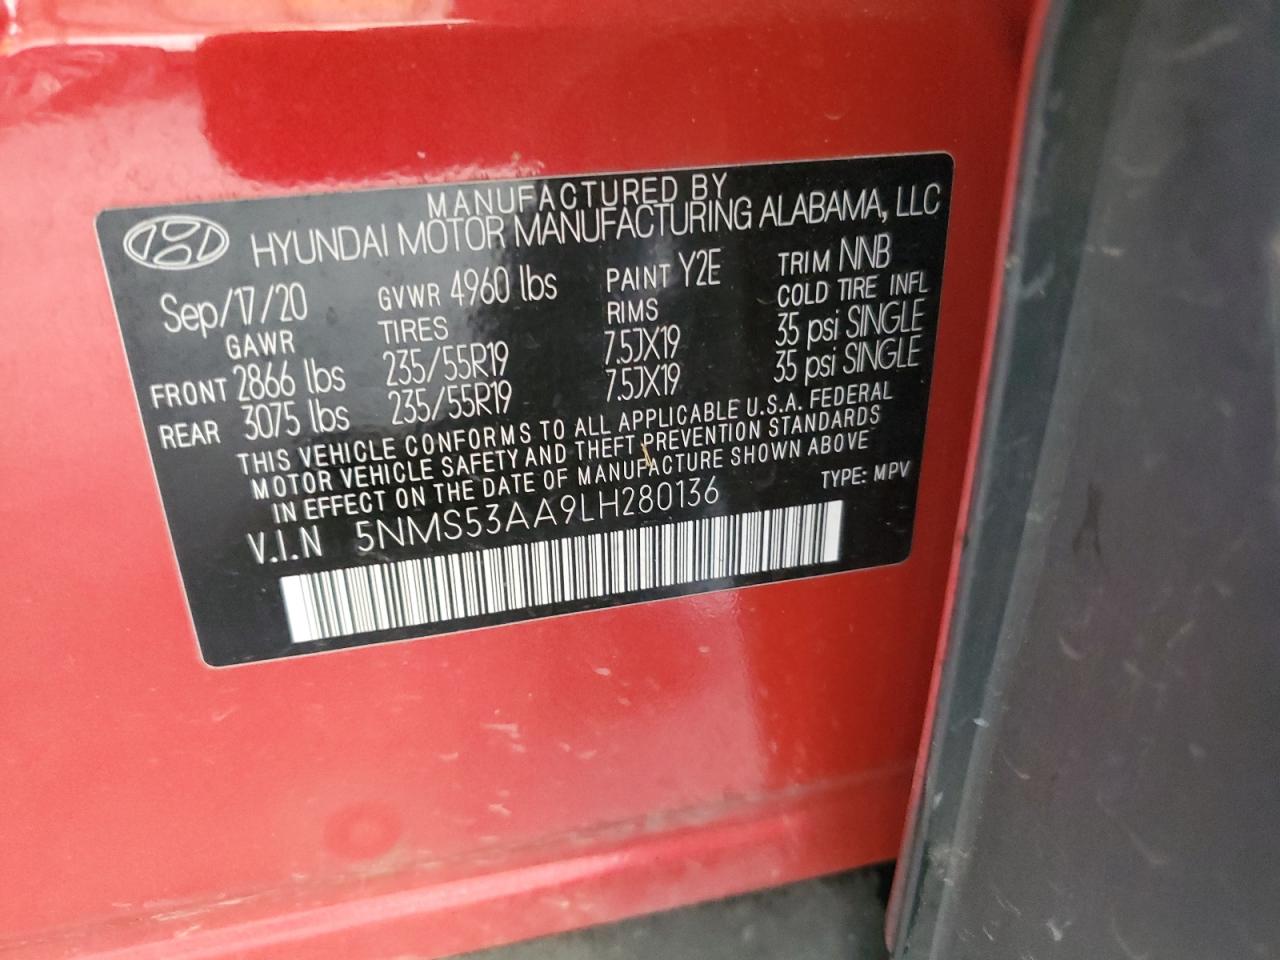 MANUFACTURED BY
HYUNDAI MOTOR MANUFACTURING ALABAMA, LLC
Sep/17/20 GVWR 4960 lbs PAINT Y2E TRIM NNB
GAWR TIRES RIMS COLD TIRE INFL
FRONT 2866 lbs 235/55R19 7.5JX19 35 psi SINGLE
REAR 3075 lbs 235/55R19 7.5JX19 35 psi SINGLE
THIS VEHICLE CONFORMS TO ALL APPLICABLE U.S.A. FEDERAL
MOTOR VEHICLE SAFETY AND THEFT PREVENTION STANDARDS
IN EFFECT ON THE DATE OF MANUFACTURE SHOWN ABOVE
V.I.N 5NMS53AA9LH280136 TYPE: MPV